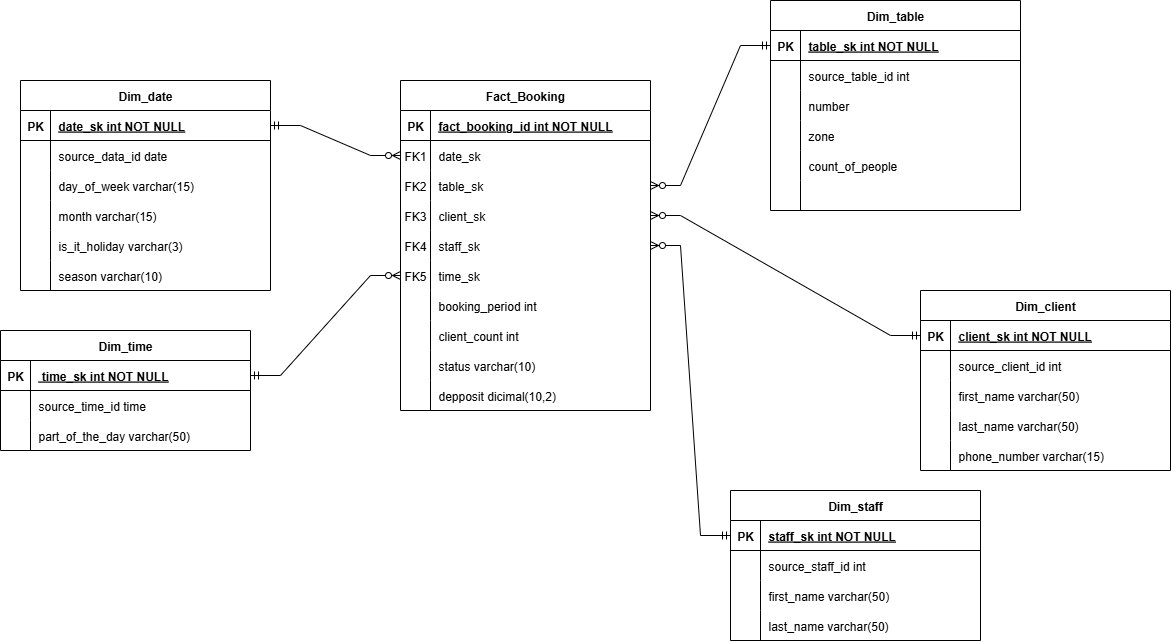 Dim_table
PK table_sk int NOT NULL
source_table_id int
number
zone
count_of_people
Dim_date
PK date_sk int NOT NULL
source_data_id date
day_of_week varchar(15)
month varchar(15)
is_it_holiday varchar(3)
season varchar(10)
Fact_Booking
PK fact_booking_id int NOT NULL
FK1 date_sk
FK2 table_sk
FK3 client_sk
FK4 staff_sk
FK5 time_sk
booking_period int
client_count int
status varchar(10)
depposit dicimal(10,2)
Dim_time
PK time_sk int NOT NULL
source_time_id time
part_of_the_day varchar(50)
Dim_client
PK client_sk int NOT NULL
source_client_id int
first_name varchar(50)
last_name varchar(50)
phone_number varchar(15)
Dim_staff
PK staff_sk int NOT NULL
source_staff_id int
first_name varchar(50)
last_name varchar(50)